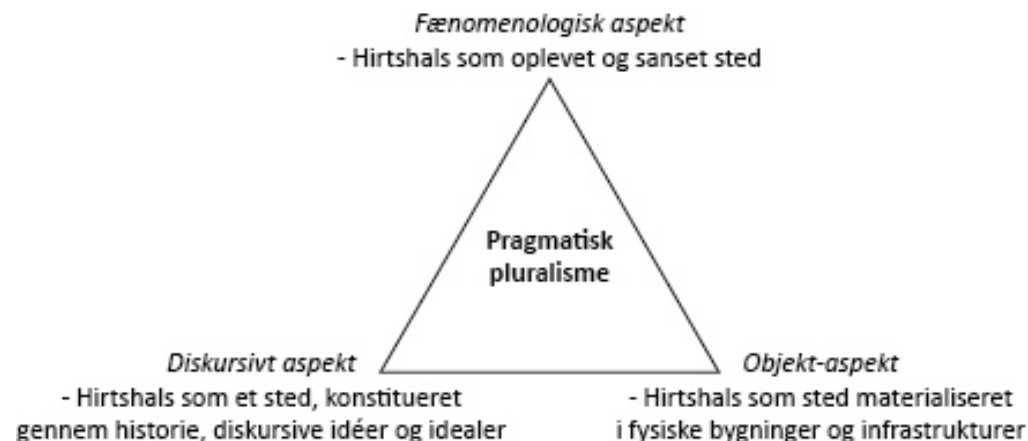 Fænomenologisk aspekt
- Hirtshals som oplevet og sanset sted
Pragmatisk
pluralisme
Diskursivt aspekt
- Hirtshals som et sted, konstitueret
gennem historie, diskursive idéer og idealer
Objekt-aspekt
- Hirtshals som sted materialiseret
i fysiske bygninger og infrastrukturer